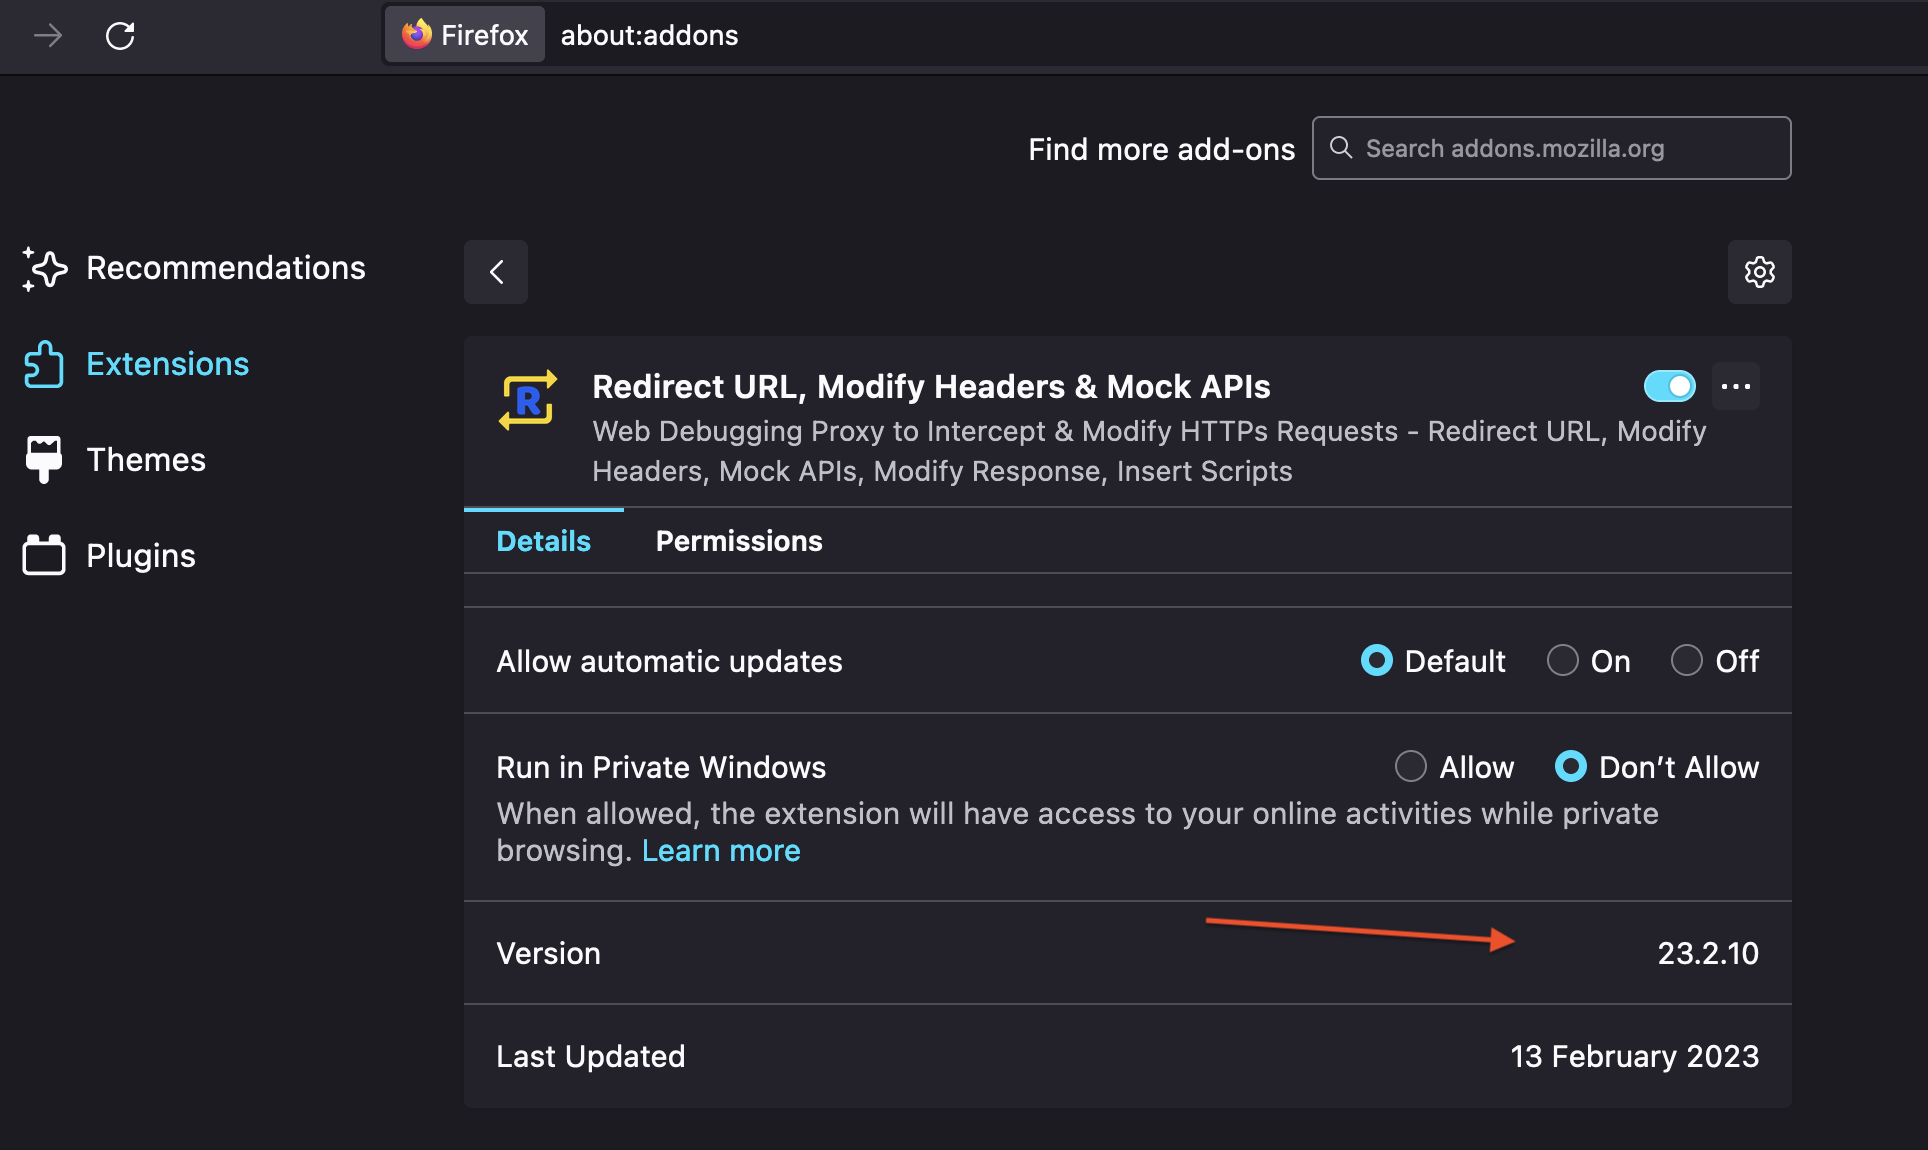 Firefox about:addons
Find more add-ons Search addons.mozilla.org
Recommendations
Extensions
Themes
Plugins
R
Redirect URL, Modify Headers & Mock APIs
Web Debugging Proxy to Intercept & Modify HTTPs Requests - Redirect URL, Modify
Headers, Mock APIs, Modify Response, Insert Scripts
Details Permissions
Allow automatic updates Default On Off
Run in Private Windows Allow Don’t Allow
When allowed, the extension will have access to your online activities while private
browsing. Learn more
Version 23.2.10
Last Updated 13 February 2023